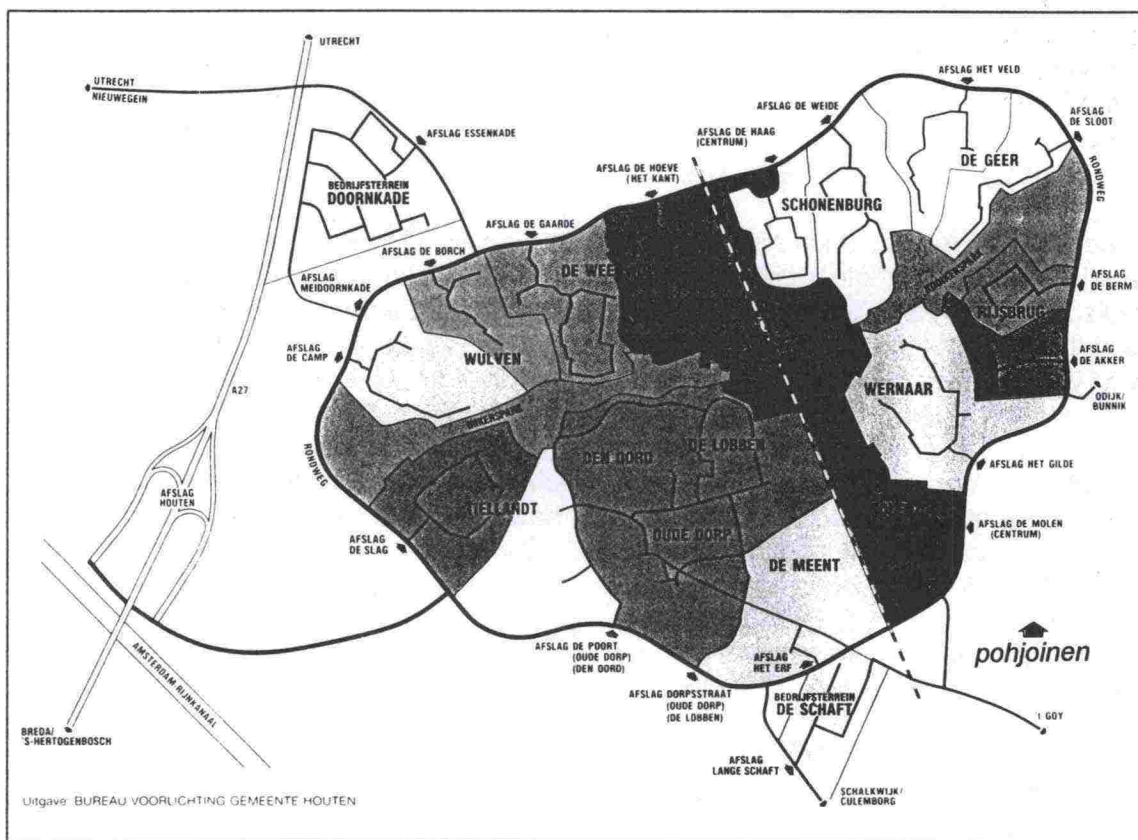 UTRECHT
UTRECHT
NIEUWEGEIN
AFSLAG ESSENKADE
BEDRIJFSTERREIN
DOORNKADE
AFSLAG HET VELD
AFSLAG DE WEIDE
AFSLAG
DE SLOOT
AFSLAG DE HAAG
(CENTRUM)
AFSLAG DE HOEVE
(HET KANT)
DE GEER
RONDWEG
SCHONENBURG
AFSLAG DE GAARDE
AFSLAG DE BORCH
AFSLAG
MEIDOORNKADE
DE WEE
AFSLAG
DE BERM
RIJSBRUG
AFSLAG
DE CAMP
WULVEN
AFSLAG
DE AKKER
ODIJK/
BUNNIK
WERNAAR
A27
IMKERSPARK
DE LOBBEN
DEN OORD
RONDWEG
AFSLAG
HOUTEN
TIELLANDT
AFSLAG HET GILDE
AFSLAG DE MOLEN
(CENTRUM)
AFSLAG
DE SLAG
OUDE DORP
DE MEENT
AFSLAG DE POORT
(OUDE DORP)
(DEN OORD)
pohjoinen
AFSLAG
HET ERF
AFSLAG DORPSSTRAAT
(OUDE DORP)
(DE LOBBEN)
BEDRIJFSTERREIN
DE SCHAFT
AMSTERDAM-RIJNKANAAL
BREDA/
'S-HERTOGENBOSCH
'T GOY
AFSLAG
LANGE SCHAFT
SCHALKWIJK/
CULEMBORG
Uitgave: BUREAU VOORLICHTING GEMEENTE HOUTEN